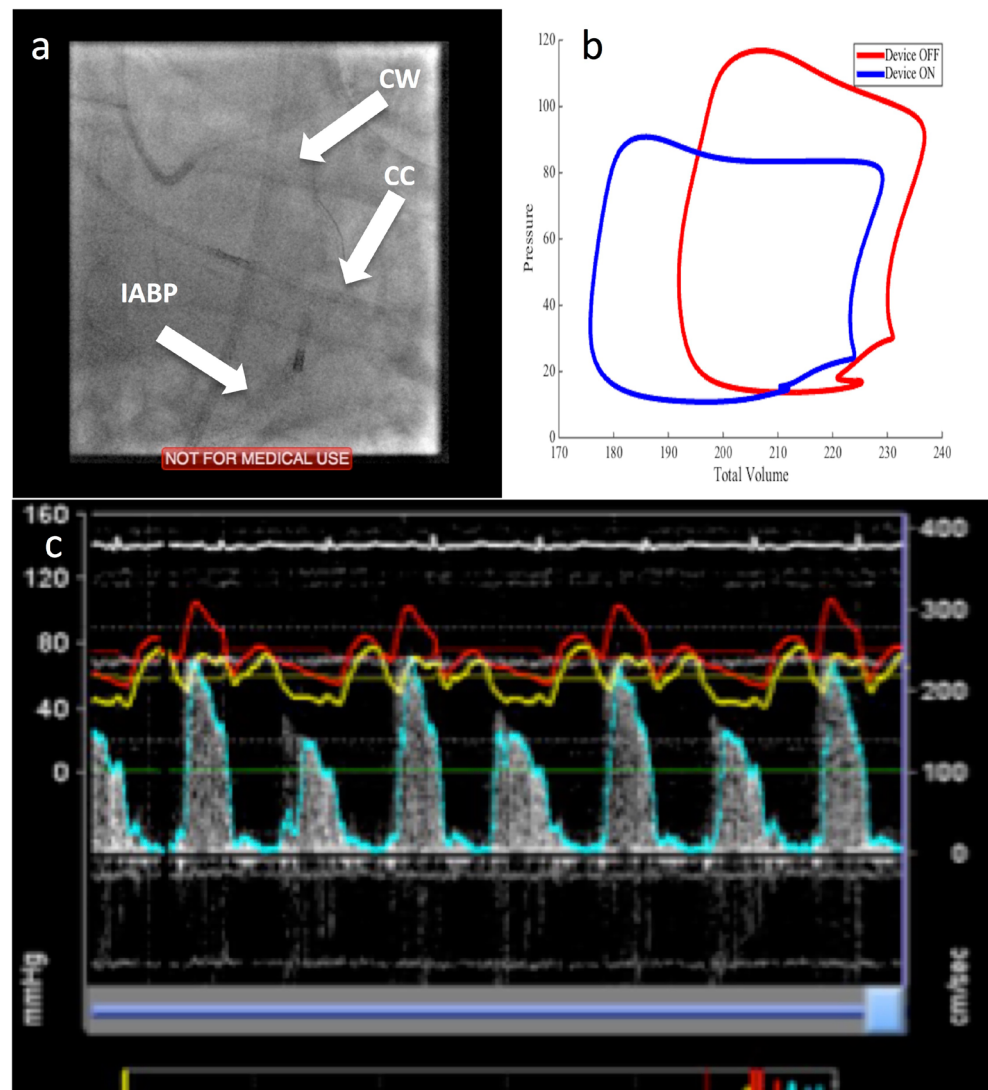 a
CW
CC
IABP
NOT FOR MEDICAL USE
b
120
100
80
60
40
20
0
Pressure
170 180 190 200 210 220 230 240
Total Volume
Device OFF
Device ON
c
160
120
80
40
0
mmHg
400
300
200
100
0
cm/sec